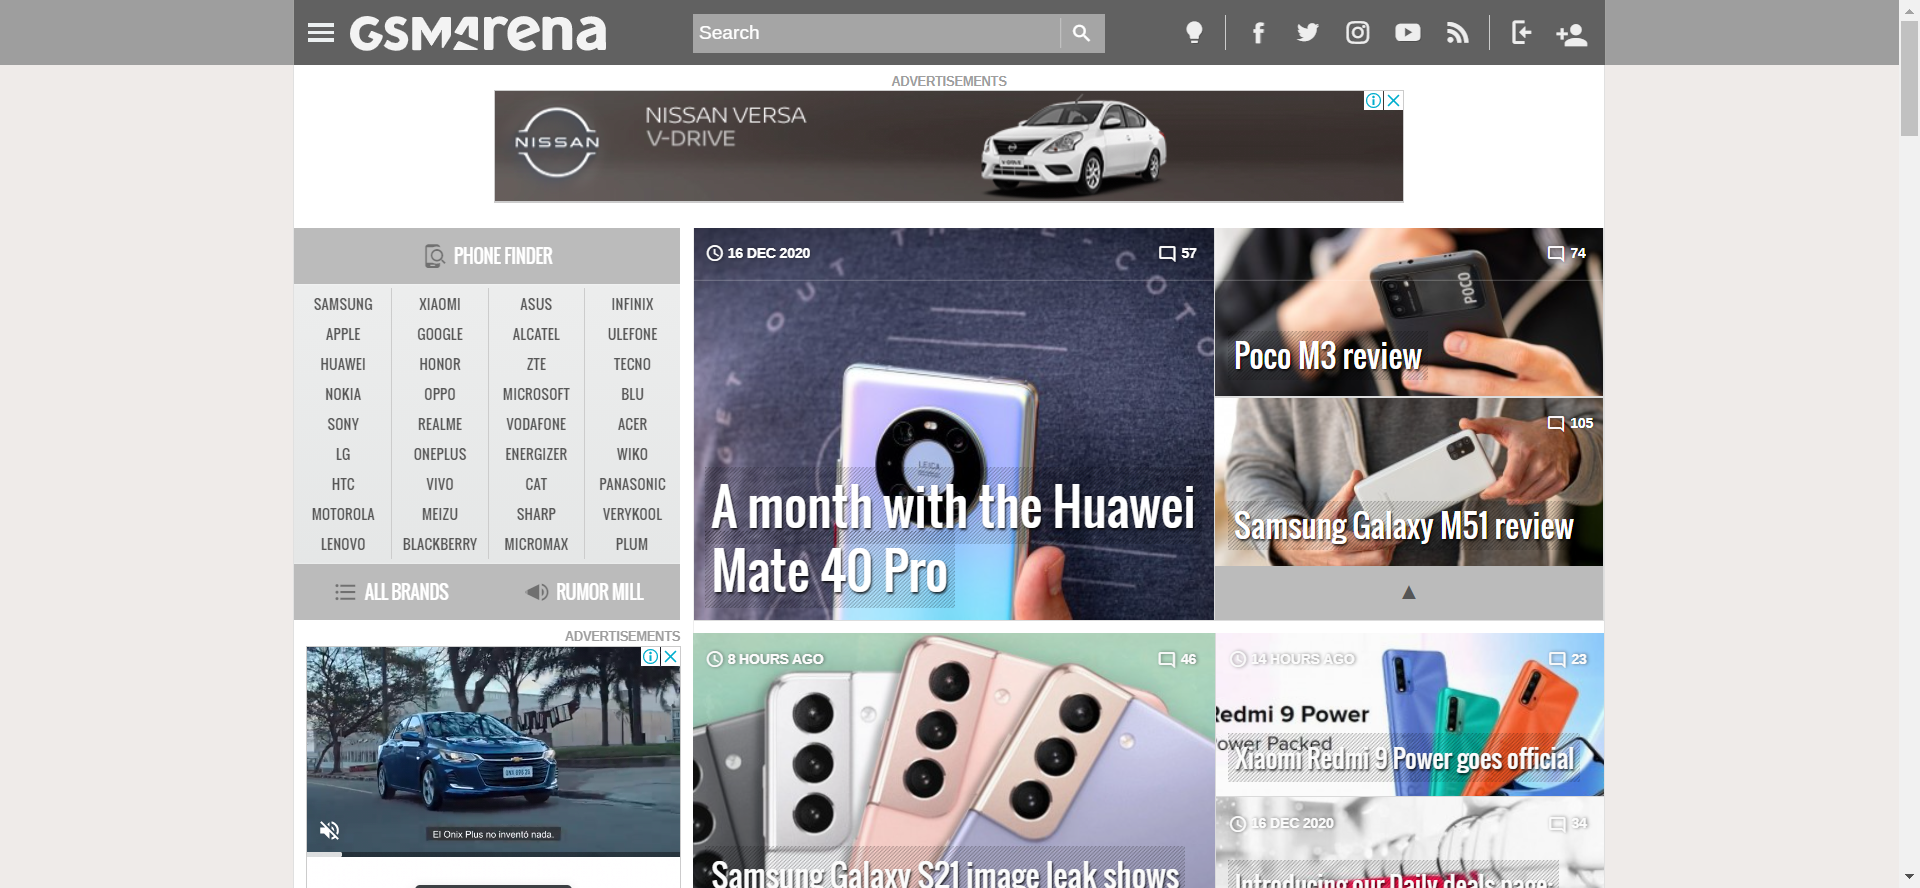 GSMArena
Search
ADVERTISEMENTS
NISSAN
NISSAN VERSA
V-DRIVE
PHONE FINDER
SAMSUNG XIAOMI ASUS INFINIX
APPLE GOOGLE ALCATEL ULEFONE
HUAWEI HONOR ZTE TECNO
NOKIA OPPO MICROSOFT BLU
SONY REALME VODAFONE ACER
LG ONEPLUS ENERGIZER WIKO
HTC VIVO CAT PANASONIC
MOTOROLA MEIZU SHARP VERYKOOL
LENOVO BLACKBERRY MICROMAX PLUM
ALL BRANDS RUMOR MILL
ADVERTISEMENTS
El Onix Plus no inventó nada.
16 DEC 2020 57
LEICA
A month with the Huawei
Mate 40 Pro
74
POCO
Poco M3 review
105
Samsung Galaxy M51 review
8 HOURS AGO 46
Samsung Galaxy S21 image leak shows
14 HOURS AGO 23
Redmi 9 Power
ower Packed
Xiaomi Redmi 9 Power goes official
16 DEC 2020 34
Introducing our Daily deals page: